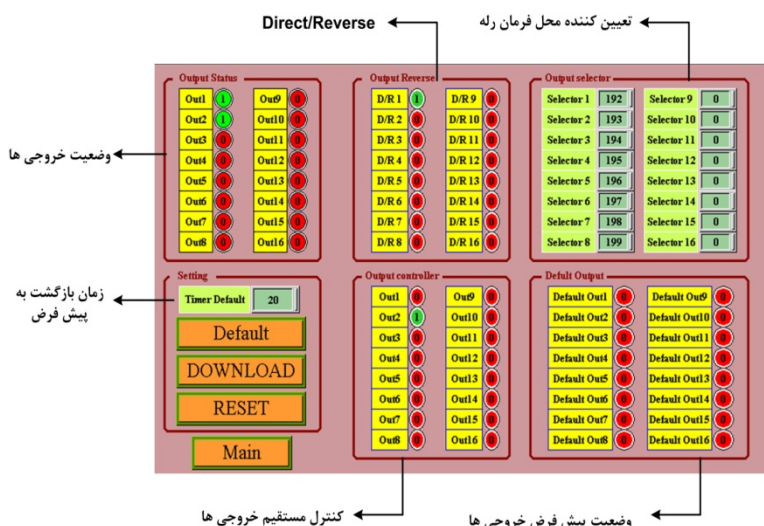 Direct/Reverse
تعیین کننده محل فرمان رله
Output Status
Out1 1 Out9 0
Out2 1 Out10 0
Out3 0 Out11 0
Out4 0 Out12 0
Out5 0 Out13 0
Out6 0 Out14 0
Out7 0 Out15 0
Out8 0 Out16 0
وضعیت خروجی ها
Output Reverse
D/R 1 1 D/R 9 0
D/R 2 0 D/R 10 0
D/R 3 0 D/R 11 0
D/R 4 0 D/R 12 0
D/R 5 0 D/R 13 0
D/R 6 0 D/R 14 0
D/R 7 0 D/R 15 0
D/R 8 0 D/R 16 0
Output selector
Selector 1 192 Selector 9 0
Selector 2 193 Selector 10 0
Selector 3 194 Selector 11 0
Selector 4 195 Selector 12 0
Selector 5 196 Selector 13 0
Selector 6 197 Selector 14 0
Selector 7 198 Selector 15 0
Selector 8 199 Selector 16 0
Setting
Timer Default 20
Default
DOWNLOAD
RESET
Main
زمان بازگشت به
پیش فرض
Output controller
Out1 0 Out9 0
Out2 1 Out10 0
Out3 0 Out11 0
Out4 0 Out12 0
Out5 0 Out13 0
Out6 0 Out14 0
Out7 0 Out15 0
Out8 0 Out16 0
Defult Output
Default Out1 0 Default Out9 0
Default Out2 0 Default Out10 0
Default Out3 0 Default Out11 0
Default Out4 0 Default Out12 0
Default Out5 0 Default Out13 0
Default Out6 0 Default Out14 0
Default Out7 0 Default Out15 0
Default Out8 0 Default Out16 0
کنترل مستقیم خروجی ها
وضعیت پیش فرض خروجی ها